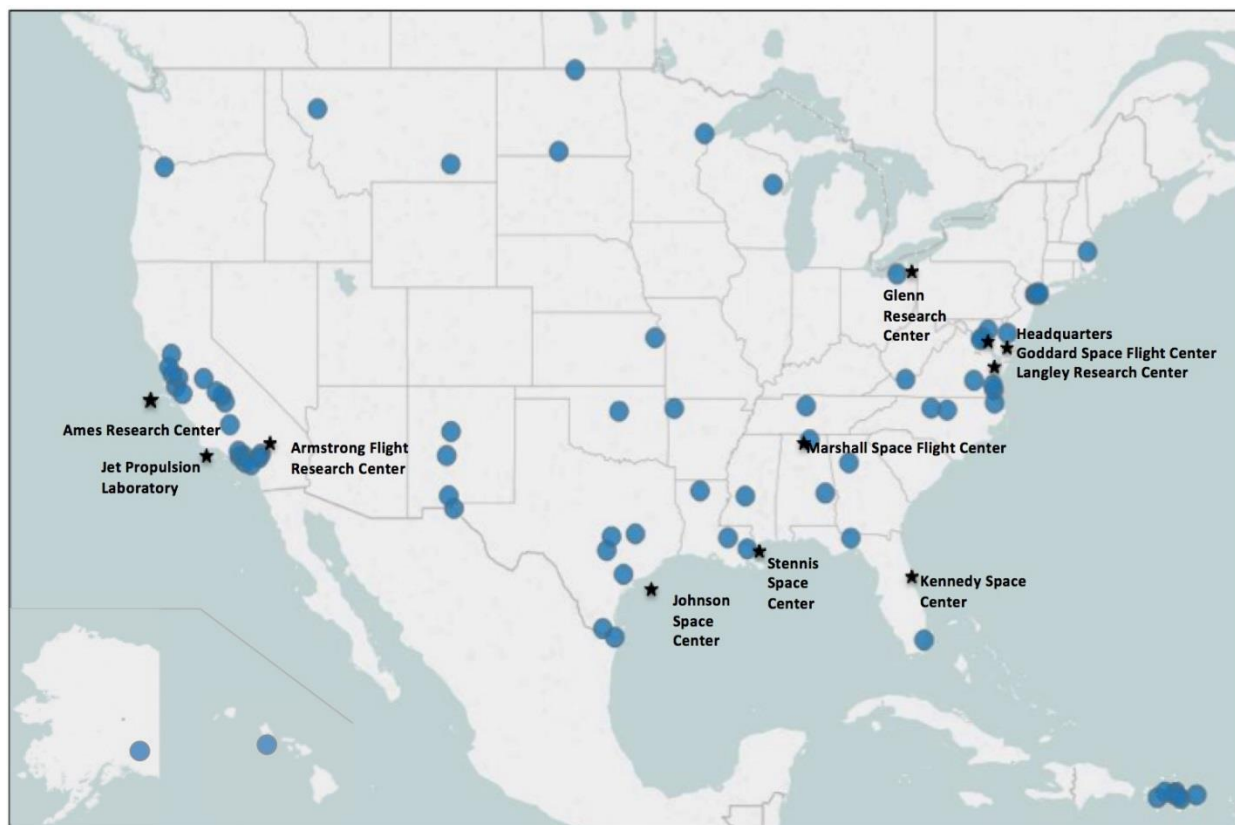 Glenn
Research
Center
Headquarters
Goddard Space Flight Center
Langley Research Center
Ames Research Center
Jet Propulsion
Laboratory
Armstrong Flight
Research Center
Marshall Space Flight Center
Stennis
Space
Center
Johnson
Space
Center
Kennedy Space
Center